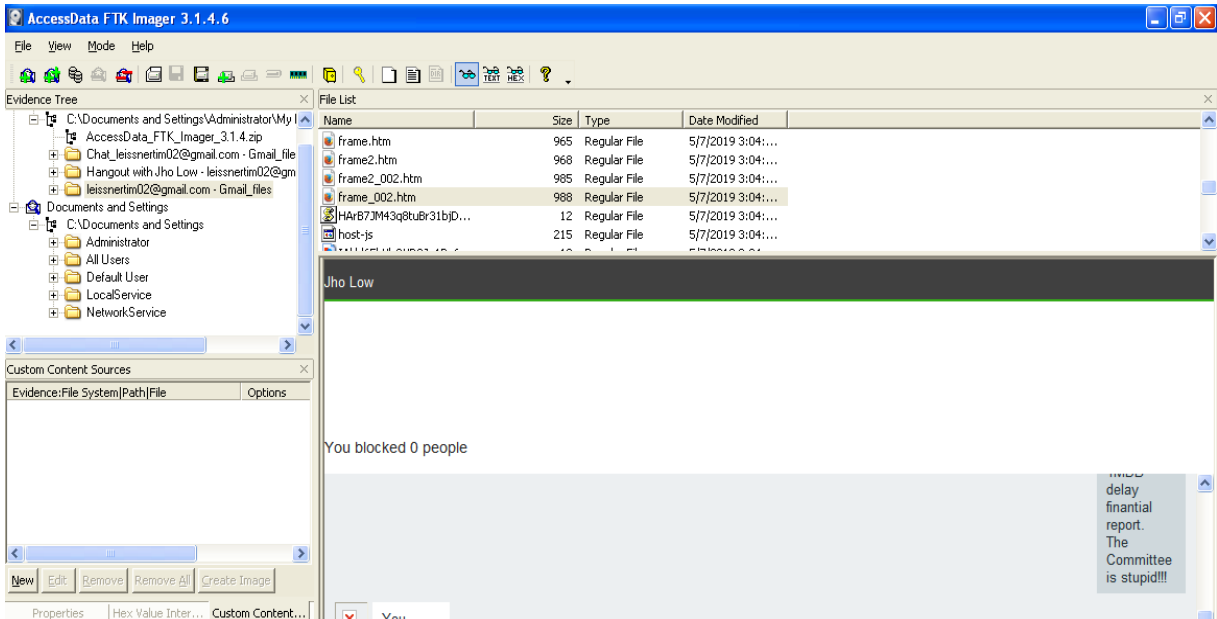 AccessData FTK Imager 3.1.4.6
File View Mode Help
Evidence Tree
C:\Documents and Settings\Administrator\My
AccessData_FTK_Imager_3.1.4.zip
Chat_leissnertim02@gmail.com - Gmail_file
Hangout with Jho Low - leissnertim02@gm
leissnertim02@gmail.com - Gmail_files
Documents and Settings
C:\Documents and Settings
Administrator
All Users
Default User
LocalService
NetworkService
Custom Content Sources
Evidence:File System|Path|File Options
New Edit Remove Remove All Create Image
Properties Hex Value Inter... Custom Content...
File List
Name Size Type Date Modified
frame.htm 965 Regular File 5/7/2019 3:04:...
frame2.htm 968 Regular File 5/7/2019 3:04:...
frame2_002.htm 985 Regular File 5/7/2019 3:04:...
frame_002.htm 988 Regular File 5/7/2019 3:04:...
HArB7JM43q8tuBr31bjD... 12 Regular File 5/7/2019 3:04:...
host-js 215 Regular File 5/7/2019 3:04:...
Jho Low
You blocked 0 people
1MDB
delay
finantial
report.
The
Committee
is stupid!!!
You